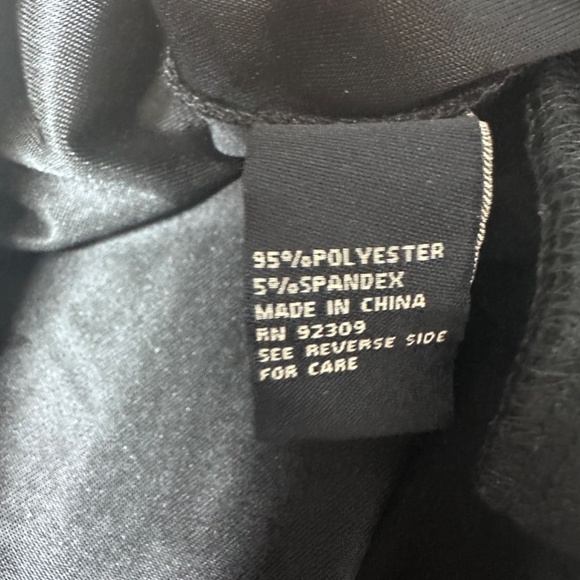 95%POLYESTER
5%SPANDEX
MADE IN CHINA
RN 92309
SEE REVERSE SIDE
FOR CARE